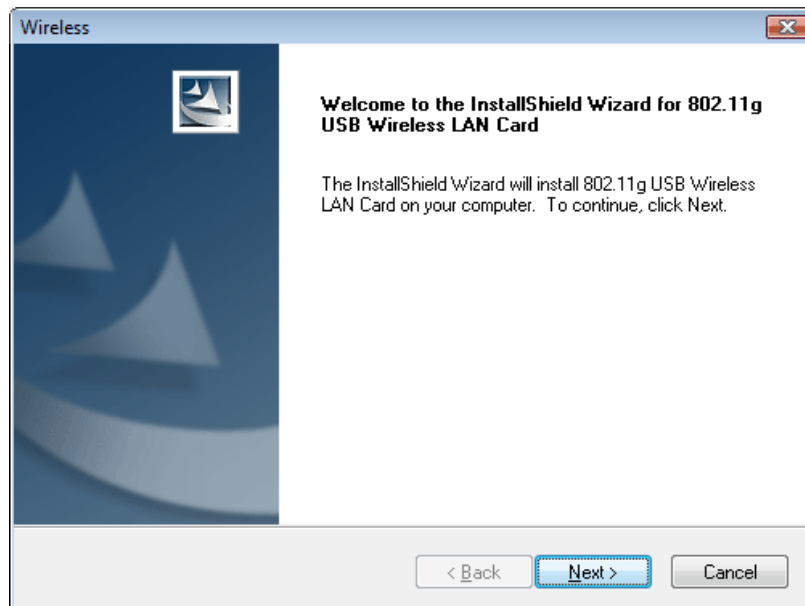 Wireless
Welcome to the InstallShield Wizard for 802.11g
USB Wireless LAN Card
The InstallShield Wizard will install 802.11g USB Wireless
LAN Card on your computer.  To continue, click Next.
< Back
Next >
Cancel